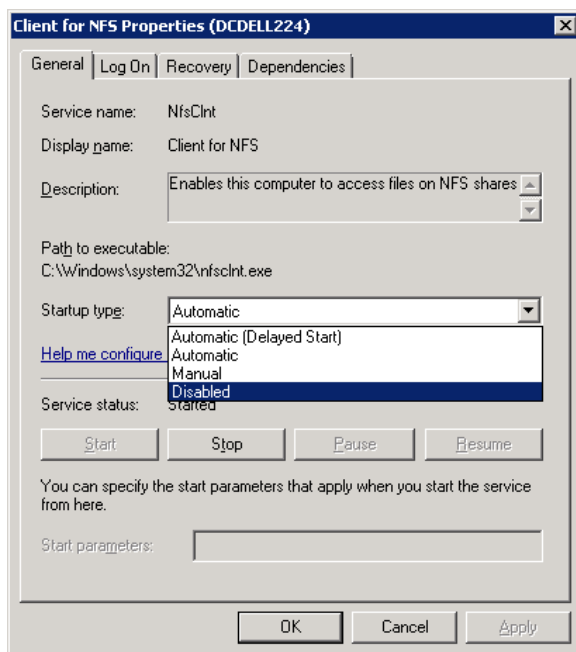 Client for NFS Properties (DCDELL224)
General Log On Recovery Dependencies
Service name: NfsClnt
Display name: Client for NFS
Description: Enables this computer to access files on NFS shares
Path to executable:
C:\Windows\system32\nfsclnt.exe
Startup type: Automatic
Automatic (Delayed Start)
Help me configure
Automatic
Manual
Disabled
Service status: Started
Start Stop Pause Resume
You can specify the start parameters that apply when you start the service
from here.
Start parameters:
OK Cancel Apply